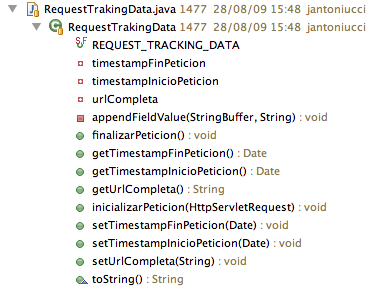 RequestTrakingData.java 1477 28/08/09 15:48 jantoniucci
RequestTrakingData 1477 28/08/09 15:48 jantoniucci
S F REQUEST_TRACKING_DATA
timestampFinPeticion
timestampInicioPeticion
urlCompleta
appendFieldValue(StringBuffer, String) : void
finalizarPeticion() : void
getTimestampFinPeticion() : Date
getTimestampInicioPeticion() : Date
getUrlCompleta() : String
inicializarPeticion(HttpServletRequest) : void
setTimestampFinPeticion(Date) : void
setTimestampInicioPeticion(Date) : void
setUrlCompleta(String) : void
toString() : String